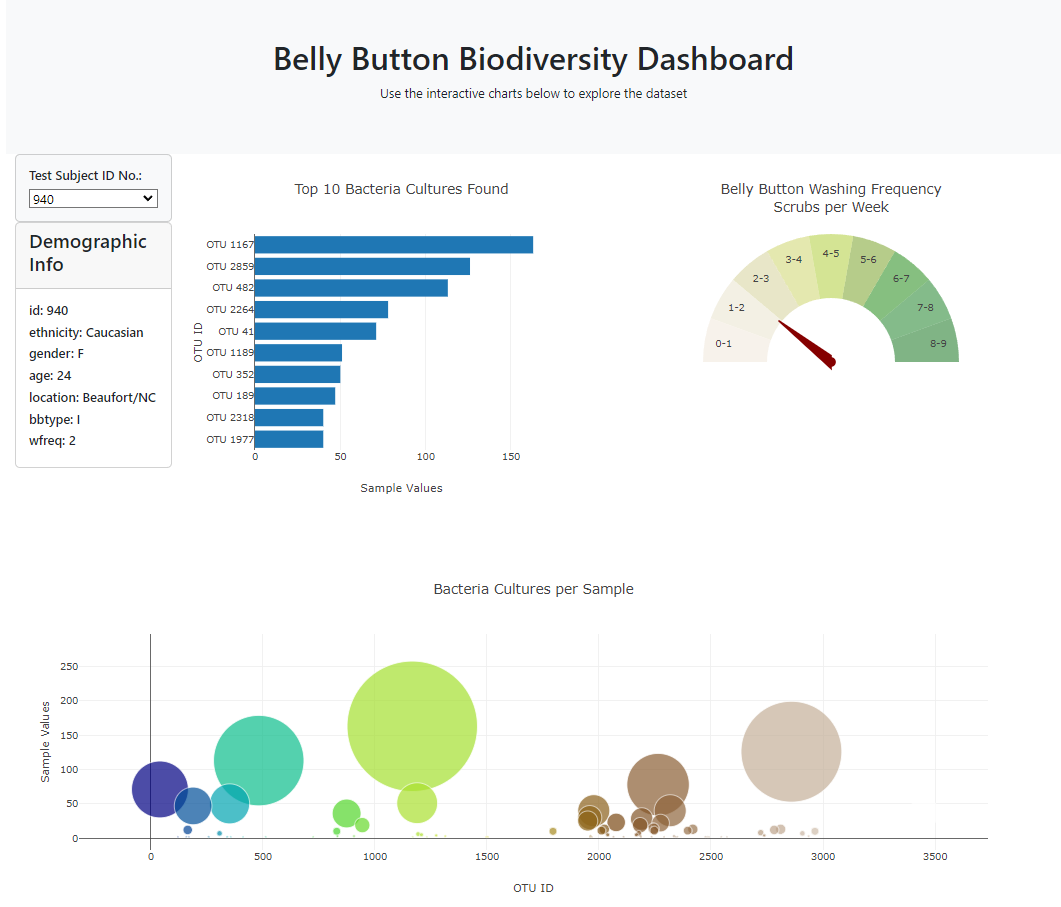 Belly Button Biodiversity Dashboard
Use the interactive charts below to explore the dataset
Test Subject ID No.:
940
Demographic
Info
id: 940
ethnicity: Caucasian
gender: F
age: 24
location: Beaufort/NC
bbtype: I
wfreq: 2
Top 10 Bacteria Cultures Found
OTU ID
OTU 1167
OTU 2859
OTU 482
OTU 2264
OTU 41
OTU 1189
OTU 352
OTU 189
OTU 2318
OTU 1977
0 50 100 150
Sample Values
Belly Button Washing Frequency
Scrubs per Week
0-1
1-2
2-3
3-4
4-5
5-6
6-7
7-8
8-9
Bacteria Cultures per Sample
Sample Values
250
200
150
100
50
0
0 500 1000 1500 2000 2500 3000 3500
OTU ID